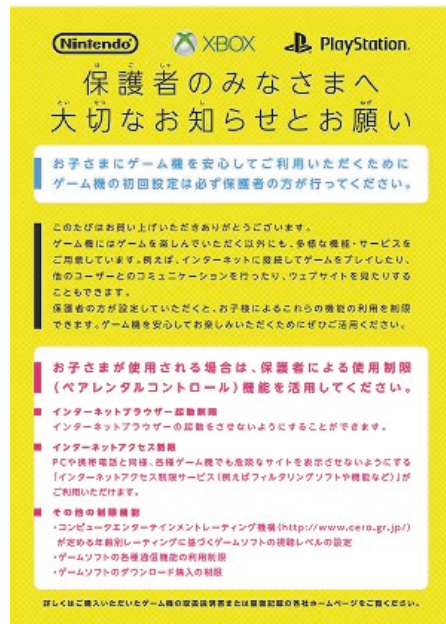 Nintendo XBOX PlayStation.
保護者のみなさまへ
大切なお知らせとお願い
お子さまにゲーム機を安心してご利用いただくために
ゲーム機の初回設定は必ず保護者の方が行ってください。
このたびはお買い上げいただきありがとうございます。
ゲーム機にはゲームを楽しんでいただく以外にも、多様な機能・サービスを
ご用意しています。例えば、インターネットに接続してゲームをプレイしたり、
他のユーザーとのコミュニケーションを行ったり、ウェブサイトを見たりする
こともできます。
保護者の方が設定していただくと、お子様によるこれらの機能の利用を制限
できます。ゲーム機を安心してお楽しみいただくためにぜひご活用ください。
お子さまが使用される場合は、保護者による使用制限
(ペアレンタルコントロール)機能を活用してください。
■ インターネットブラウザー起動制限
インターネットブラウザーの起動をさせないようにすることができます。
■ インターネットアクセス制限
PCや携帯電話と同様、各種ゲーム機でも危険なサイトを表示させないようにする
「インターネットアクセス制限サービス(例えばフィルタリングソフトや機能など)」が
ご利用いただけます。
■ その他の制限機能
・コンピュータエンターテインメントレーティング機構(http://www.cero.gr.jp/)
が定める年齢別レーティングに基づくゲームソフトの視聴レベルの設定
・ゲームソフトの各種通信機能の利用制限
・ゲームソフトのダウンロード購入の制限
詳しくはご購入いただいたゲーム機の取扱説明書または裏面記載の各社ホームページをご覧ください。